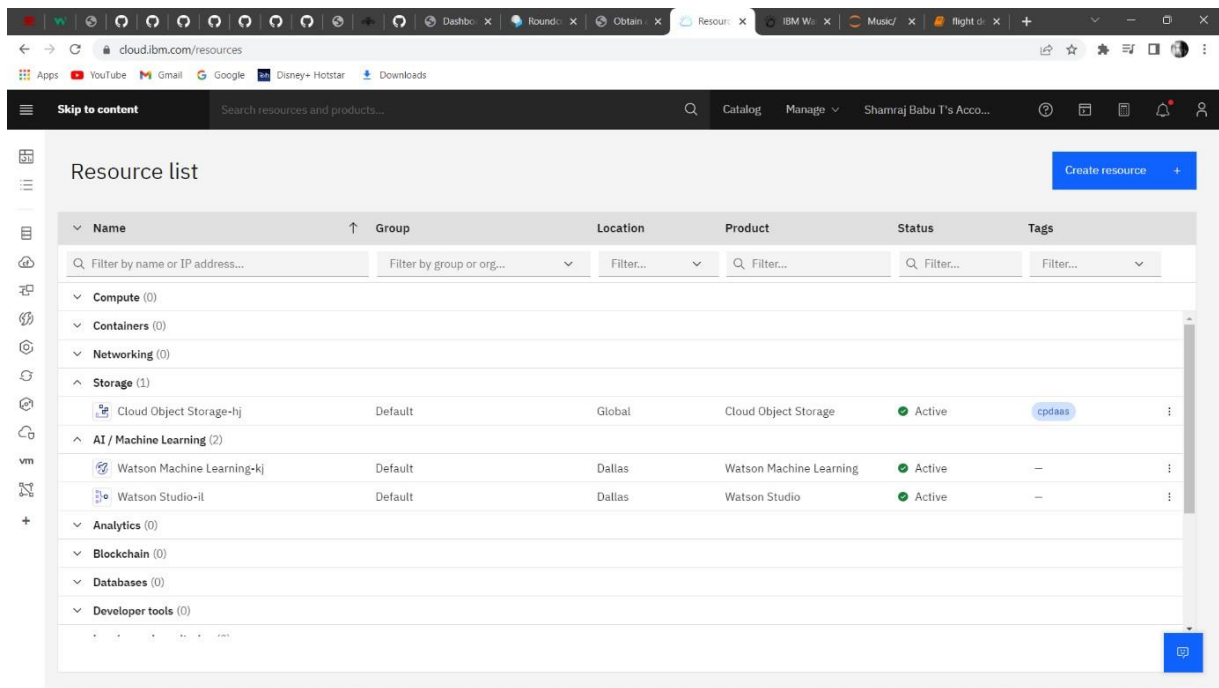 Dashbo
Roundc
Obtain
Resourc
IBM Wa
Music/
flight de
cloud.ibm.com/resources
Apps YouTube Gmail Google Disney+ Hotstar Downloads
Skip to content Search resources and products... Catalog Manage Shamraj Babu T's Acco...
Resource list Create resource +
Name Group Location Product Status Tags
Filter by name or IP address... Filter by group or org... Filter... Filter... Filter... Filter...
Compute (0)
Containers (0)
Networking (0)
Storage (1)
Cloud Object Storage-hj Default Global Cloud Object Storage Active cpdaas
AI / Machine Learning (2)
Watson Machine Learning-kj Default Dallas Watson Machine Learning Active –
Watson Studio-il Default Dallas Watson Studio Active –
vm
Analytics (0)
Blockchain (0)
Databases (0)
Developer tools (0)